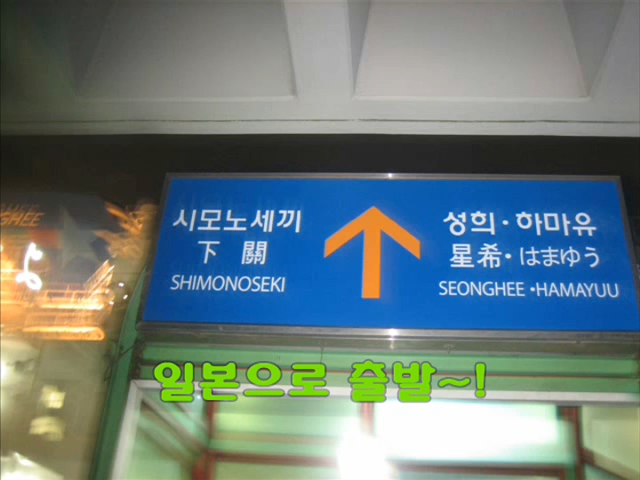 시모노세끼
下 關
SHIMONOSEKI
성희·하마유
星希·はまゆう
SEONGHEE •HAMAYUU
일본으로 출발~!